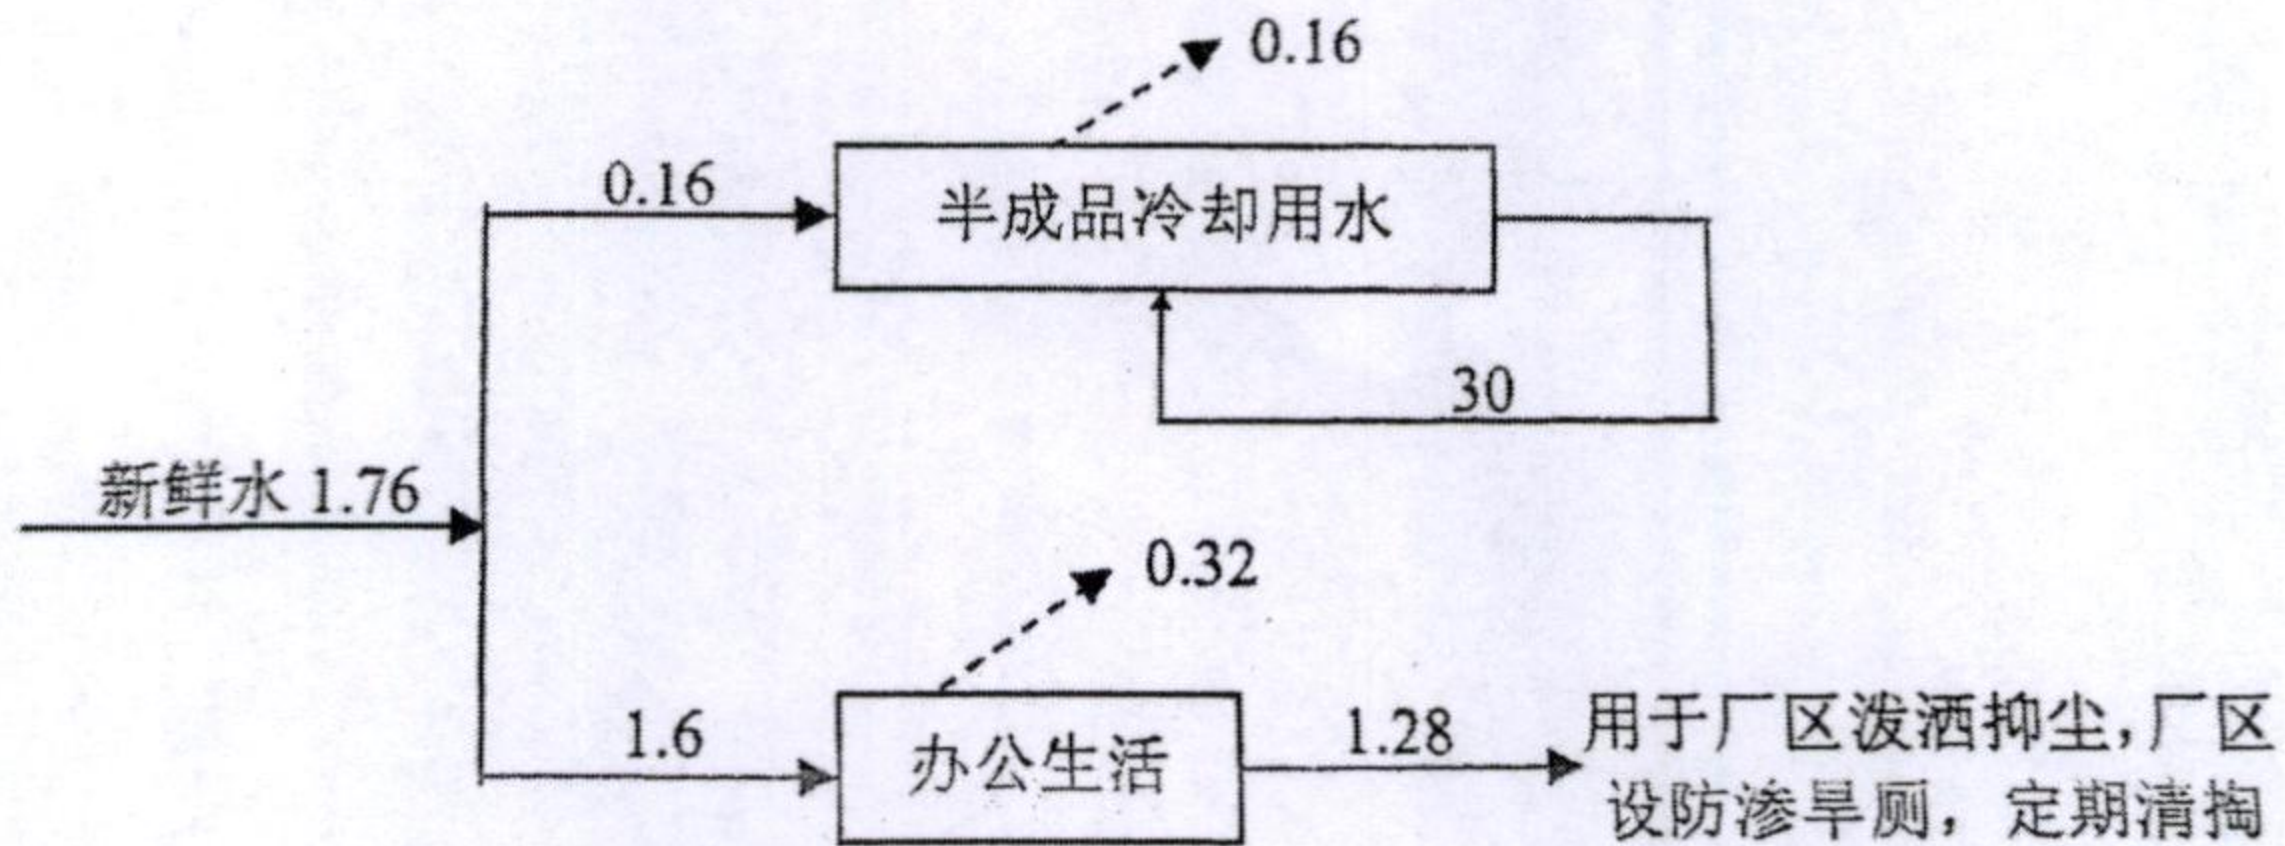 0.16
0.16
半成品冷却用水
30
新鲜水 1.76
0.32
1.6
办公生活
1.28
用于厂区泼洒抑尘，厂区
设防渗旱厕，定期清掏